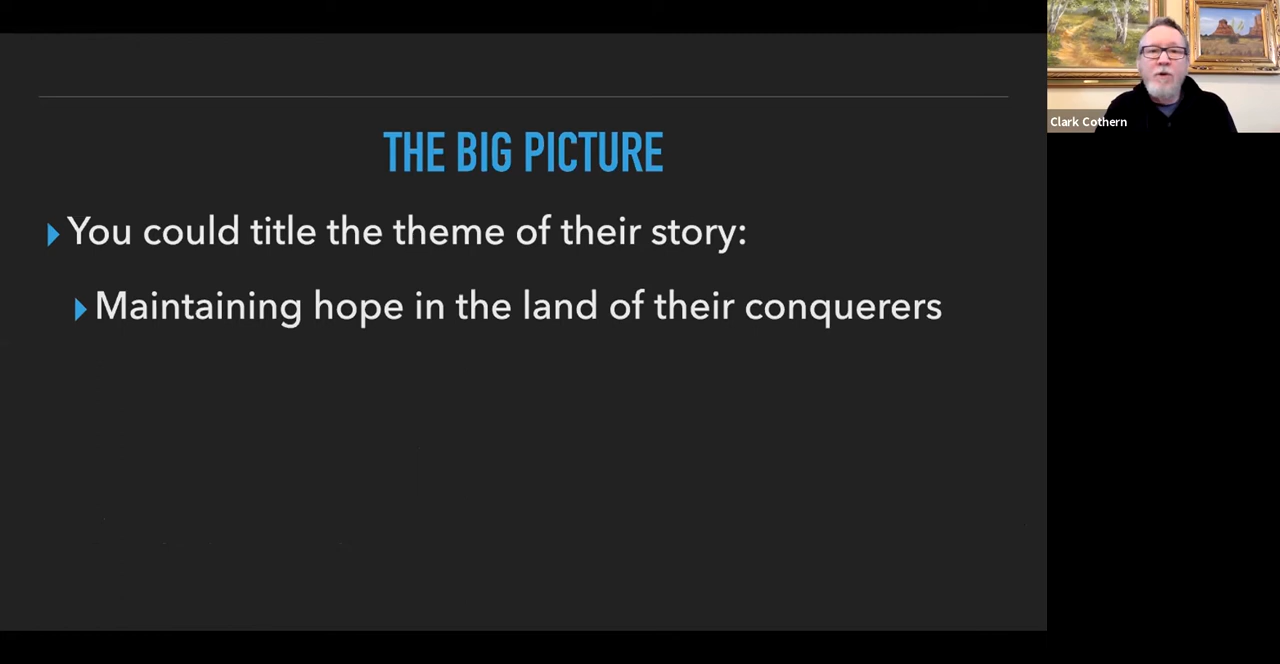 THE BIG PICTURE
You could title the theme of their story:
Maintaining hope in the land of their conquerers
Clark Cothern